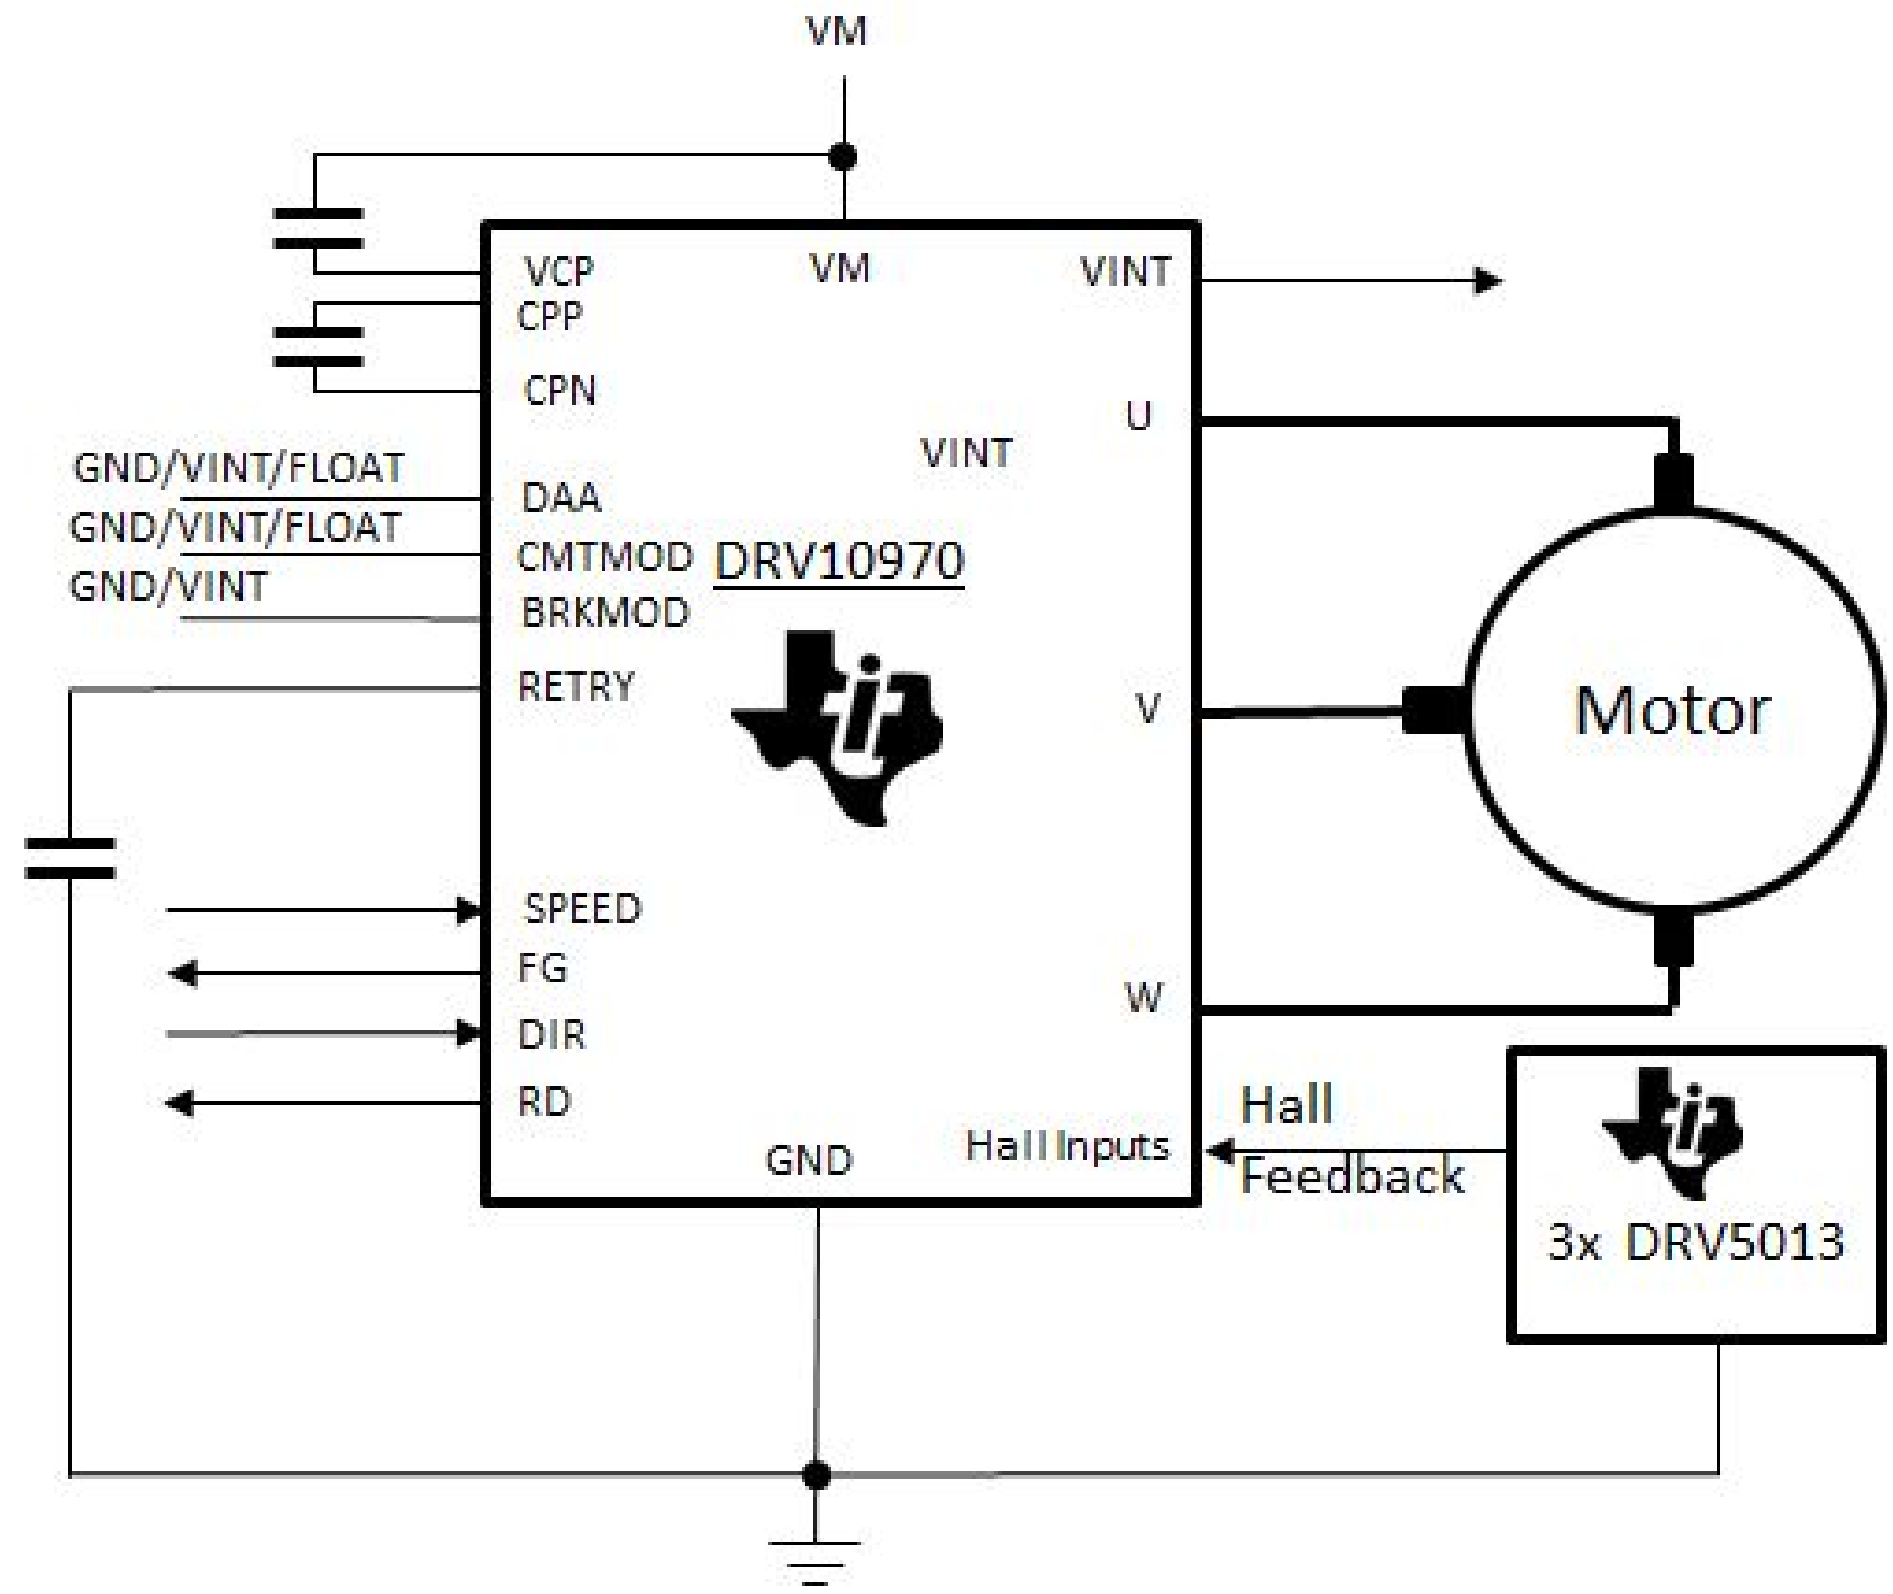 VM
VCP
VM
VINT
CPP
CPN
U
VINT
GND/VINT/FLOAT
DAA
GND/VINT/FLOAT
CMTMOD
DRV10970
GND/VINT
BRKMOD
RETRY
V
Motor
SPEED
FG
W
DIR
RD
Hall
Hall Inputs
GND
Feedback
3x DRV5013